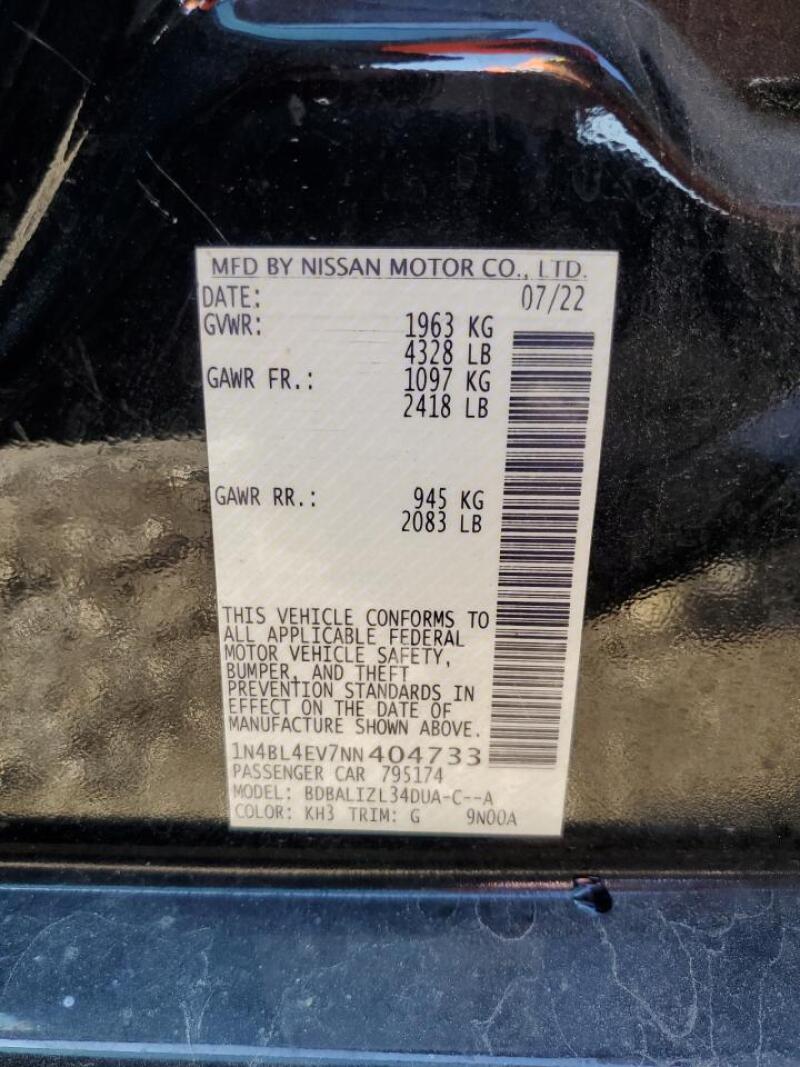 MFD BY NISSAN MOTOR CO., LTD.
DATE: 07/22
GVWR: 1963 KG
4328 LB
GAWR FR.: 1097 KG
2418 LB
GAWR RR.: 945 KG
2083 LB
THIS VEHICLE CONFORMS TO
ALL APPLICABLE FEDERAL
MOTOR VEHICLE SAFETY,
BUMPER, AND THEFT
PREVENTION STANDARDS IN
EFFECT ON THE DATE OF
MANUFACTURE SHOWN ABOVE.
1N4BL4EV7NN404733
PASSENGER CAR 795174
MODEL: BDBALIZL34DUA-C--A
COLOR: KH3 TRIM: G 9N00A